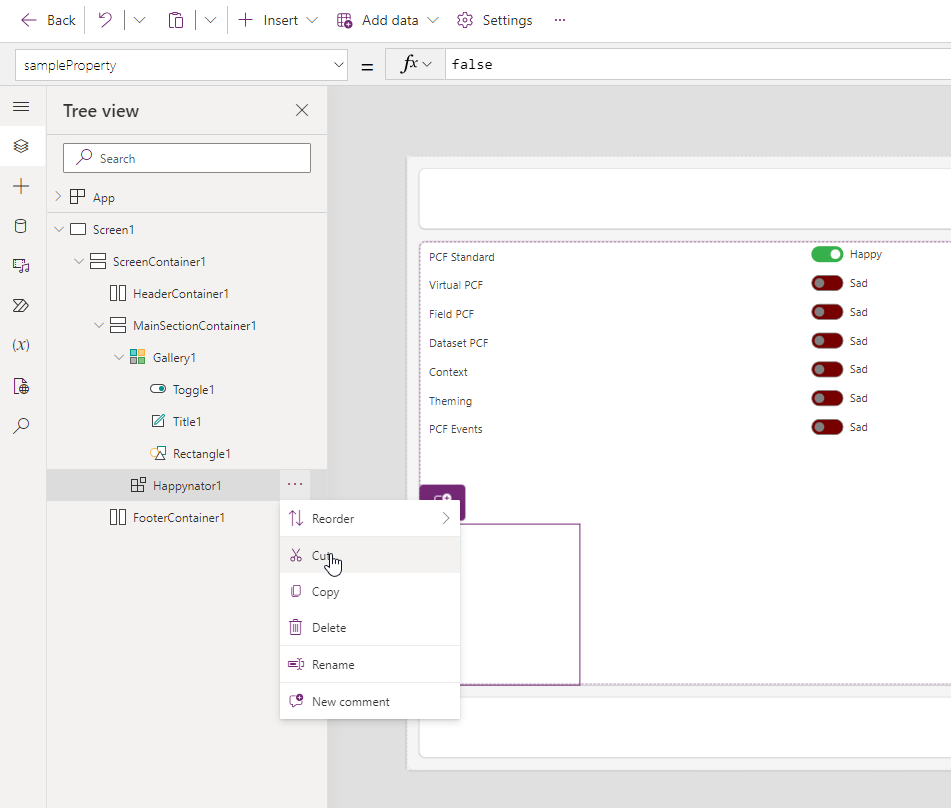 Back
Insert
Add data
Settings
sampleProperty
=
fx
false
Tree view
Search
App
Screen1
ScreenContainer1
HeaderContainer1
MainSectionContainer1
Gallery1
Toggle1
Title1
Rectangle1
Happynator1
FooterContainer1
(x)
Reorder
Cut
Copy
Delete
Rename
New comment
PCF Standard Happy
Virtual PCF Sad
Field PCF Sad
Dataset PCF Sad
Context Sad
Theming Sad
PCF Events Sad